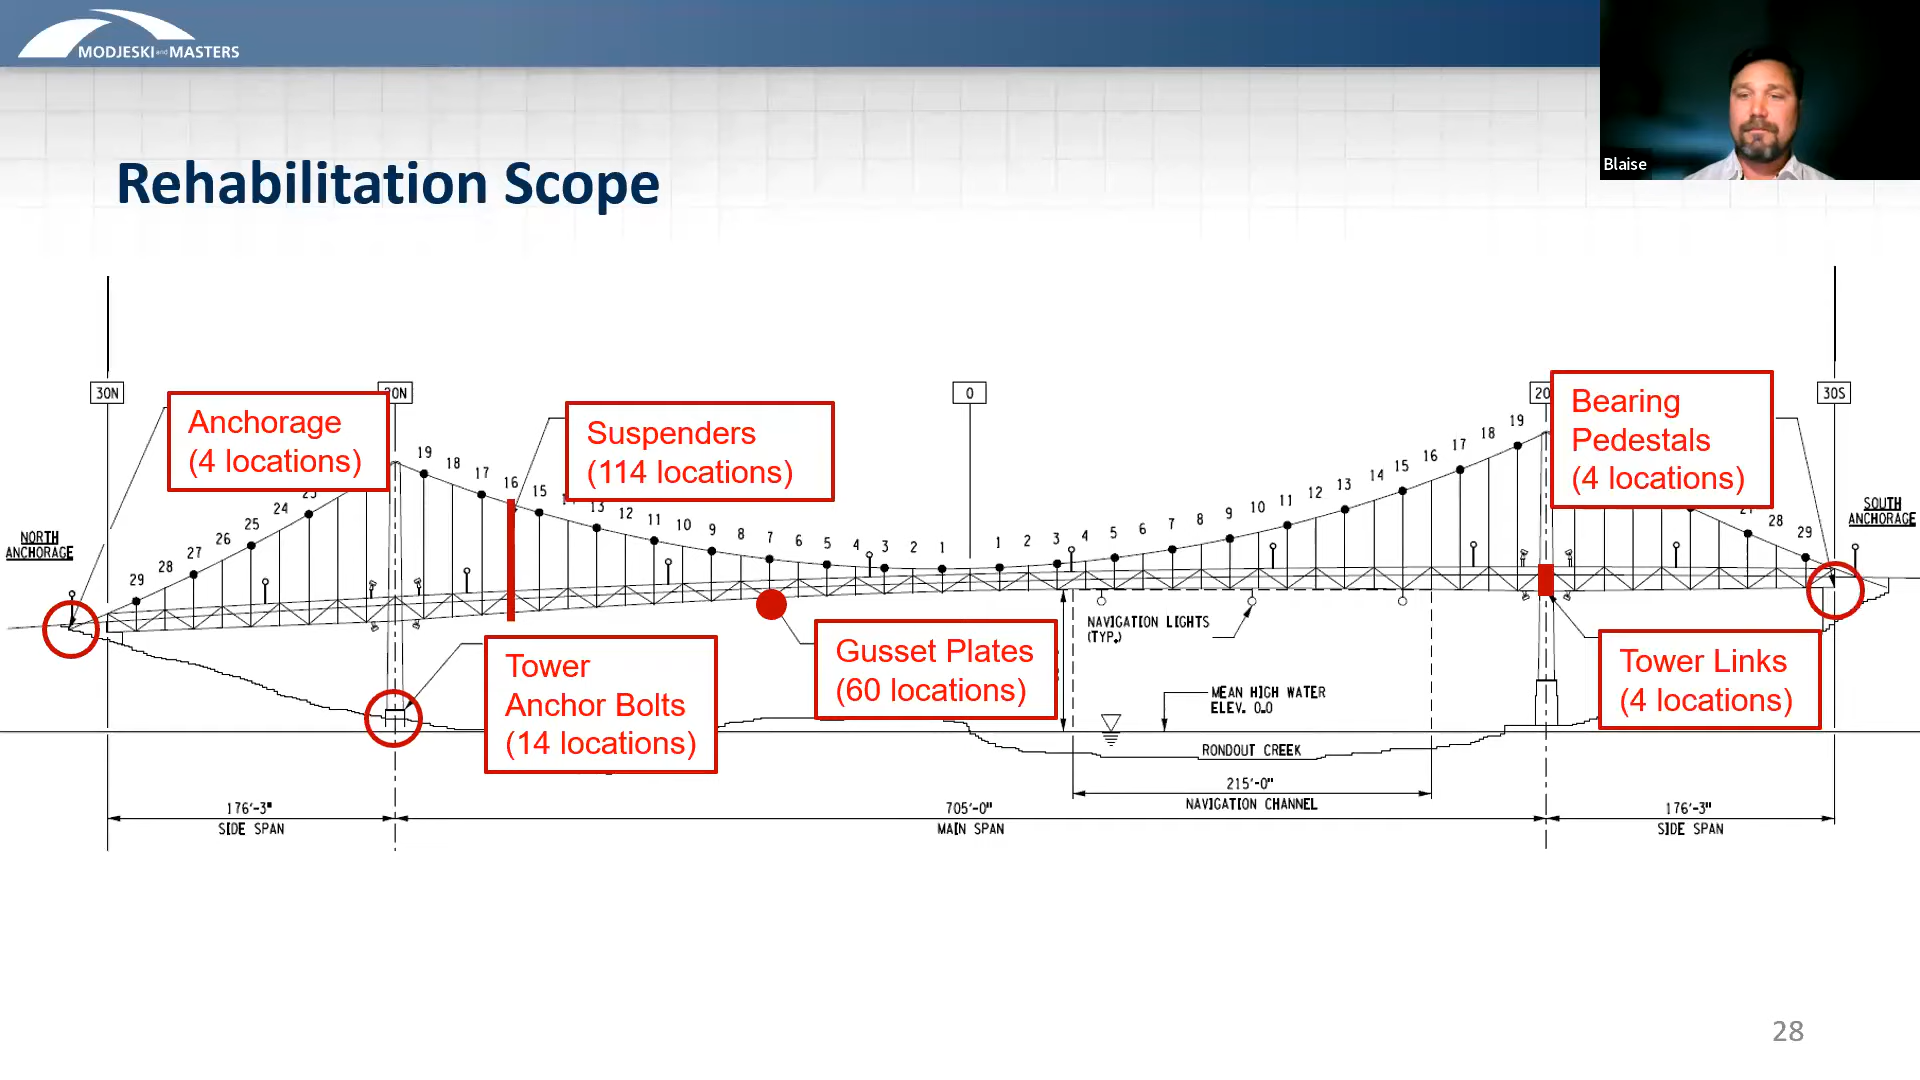 MODJESKI and MASTERS
Blaise
Rehabilitation Scope
30N
20N
0
20
30S
Anchorage
(4 locations)
Suspenders
(114 locations)
Bearing
Pedestals
(4 locations)
NORTH
ANCHORAGE
SOUTH
ANCHORAGE
29 28 27 26 25 24 23
19 18 17 16 15 13 12 11 10 9 8 7 6 5 4 3 2 1
1 2 3 4 5 6 7 8 9 10 11 12 13 14 15 16 17 18 19
28 29
NAVIGATION LIGHTS
(TYP.)
Tower
Anchor Bolts
(14 locations)
Gusset Plates
(60 locations)
Tower Links
(4 locations)
MEAN HIGH WATER
ELEV. 0.0
RONDOUT CREEK
215'-0"
NAVIGATION CHANNEL
176'-3"
SIDE SPAN
705'-0"
MAIN SPAN
176'-3"
SIDE SPAN
28